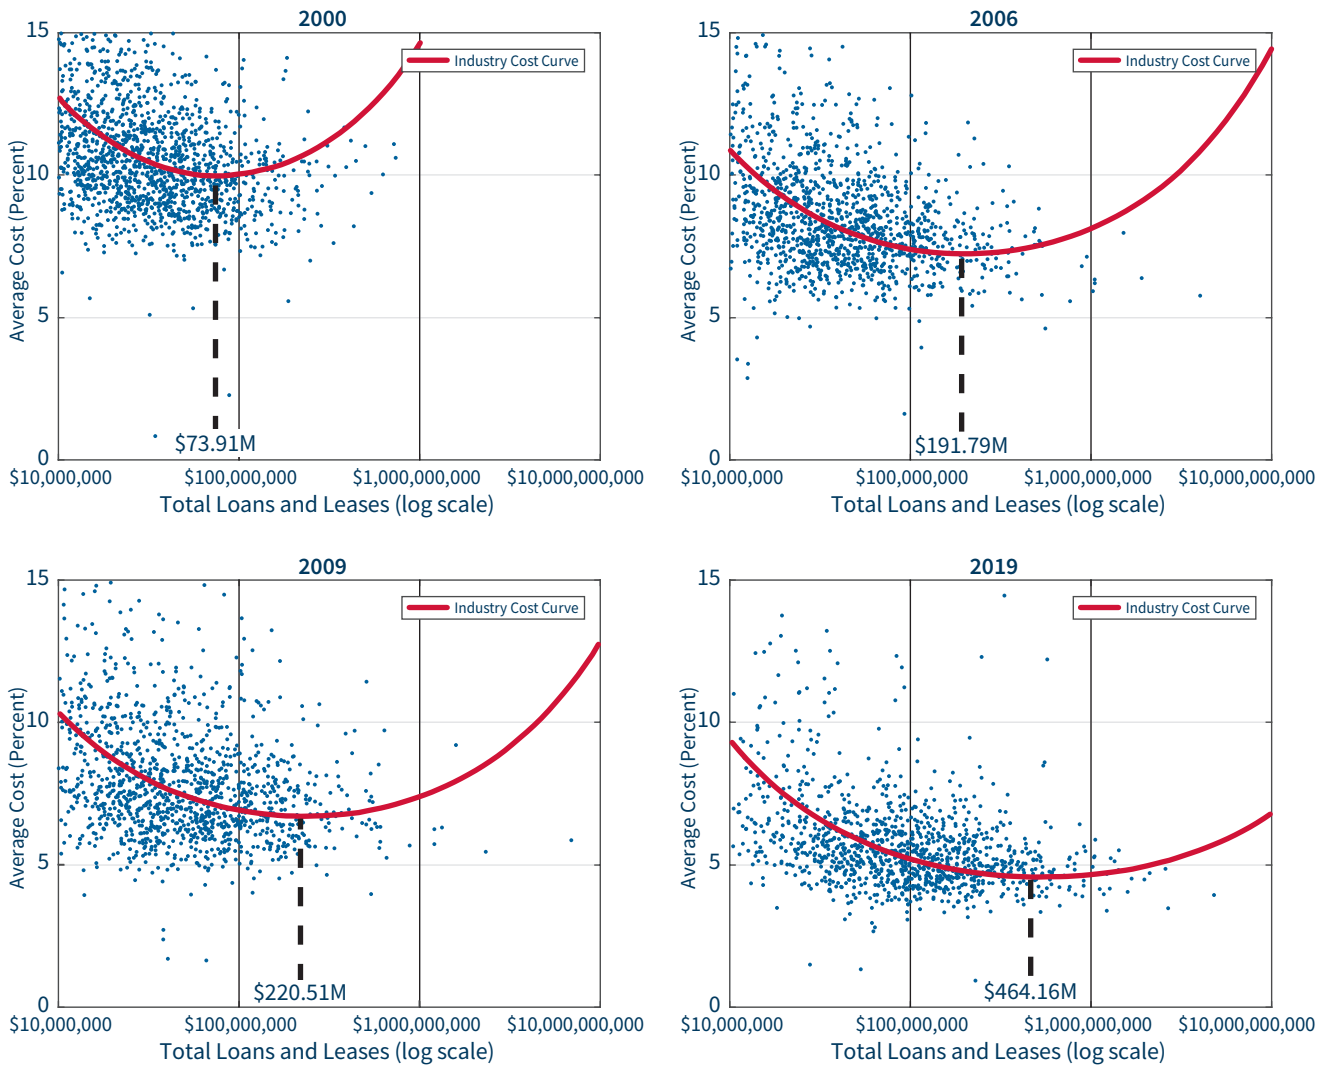 2000
15
Industry Cost Curve
10
5
0
Average Cost (Percent)
$73.91M
$10,000,000 $100,000,000 $1,000,000,000 $10,000,000,000
Total Loans and Leases (log scale)
2006
15
Industry Cost Curve
10
5
0
Average Cost (Percent)
$191.79M
$10,000,000 $100,000,000 $1,000,000,000 $10,000,000,000
Total Loans and Leases (log scale)
2009
15
Industry Cost Curve
10
5
0
Average Cost (Percent)
$220.51M
$10,000,000 $100,000,000 $1,000,000,000 $10,000,000,000
Total Loans and Leases (log scale)
2019
15
Industry Cost Curve
10
5
0
Average Cost (Percent)
$464.16M
$10,000,000 $100,000,000 $1,000,000,000 $10,000,000,000
Total Loans and Leases (log scale)